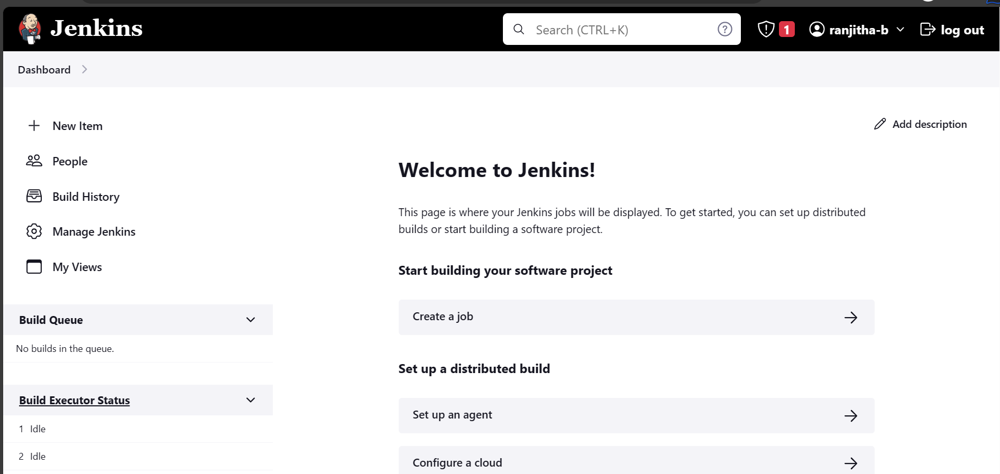 Jenkins
Search (CTRL+K)
1
ranjitha-b
log out
Dashboard
New Item
People
Build History
Manage Jenkins
My Views
Build Queue
No builds in the queue.
Build Executor Status
1 Idle
2 Idle
Add description
Welcome to Jenkins!
This page is where your Jenkins jobs will be displayed. To get started, you can set up distributed
builds or start building a software project.
Start building your software project
Create a job
Set up a distributed build
Set up an agent
Configure a cloud